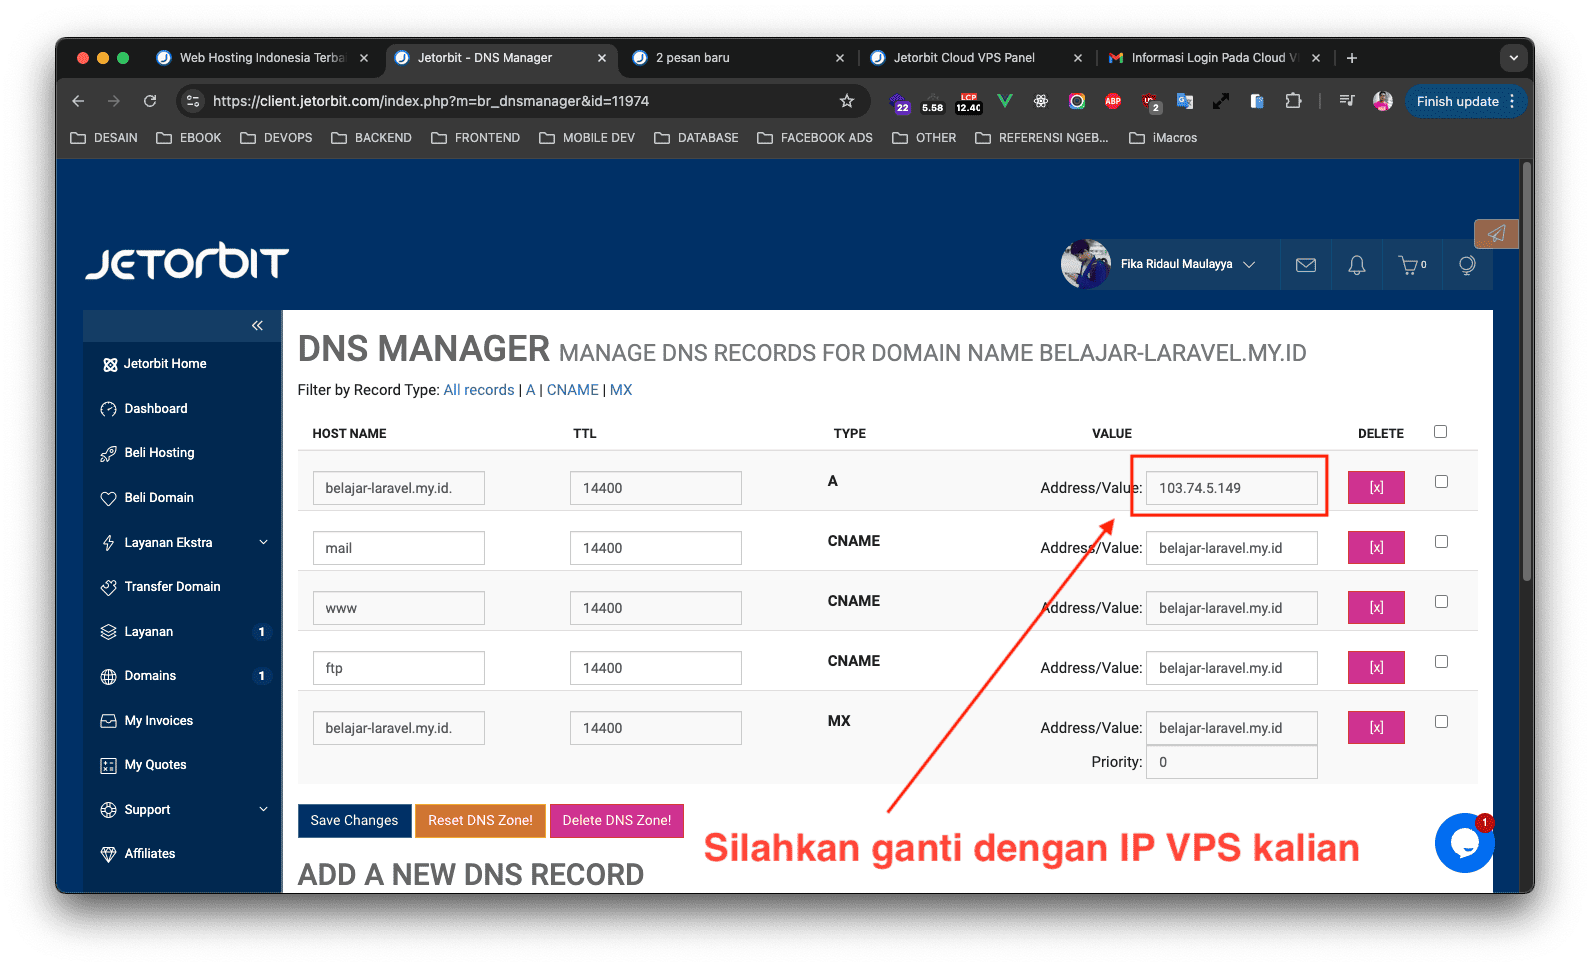 Web Hosting Indonesia Terba
Jetorbit - DNS Manager
2 pesan baru
Jetorbit Cloud VPS Panel
Informasi Login Pada Cloud V
https://client.jetorbit.com/index.php?m=br_dnsmanager&id=11974
22
5.58
LCP
12.40
ABP
2
Finish update
DESAIN
EBOOK
DEVOPS
BACKEND
FRONTEND
MOBILE DEV
DATABASE
FACEBOOK ADS
OTHER
REFERENSI NGEB...
iMacros
JETORBIT
Fika Ridaul Maulayya
0
Jetorbit Home
Dashboard
Beli Hosting
Beli Domain
Layanan Ekstra
Transfer Domain
Layanan 1
Domains 1
My Invoices
My Quotes
Support
Affiliates
DNS MANAGER MANAGE DNS RECORDS FOR DOMAIN NAME BELAJAR-LARAVEL.MY.ID
Filter by Record Type: All records | A | CNAME | MX
HOST NAME TTL TYPE VALUE DELETE
belajar-laravel.my.id. 14400 A Address/Value: 103.74.5.149 [x]
mail 14400 CNAME Address/Value: belajar-laravel.my.id [x]
www 14400 CNAME Address/Value: belajar-laravel.my.id [x]
ftp 14400 CNAME Address/Value: belajar-laravel.my.id [x]
belajar-laravel.my.id. 14400 MX Address/Value: belajar-laravel.my.id [x]
Priority: 0
Save Changes Reset DNS Zone! Delete DNS Zone!
Silahkan ganti dengan IP VPS kalian
1
ADD A NEW DNS RECORD